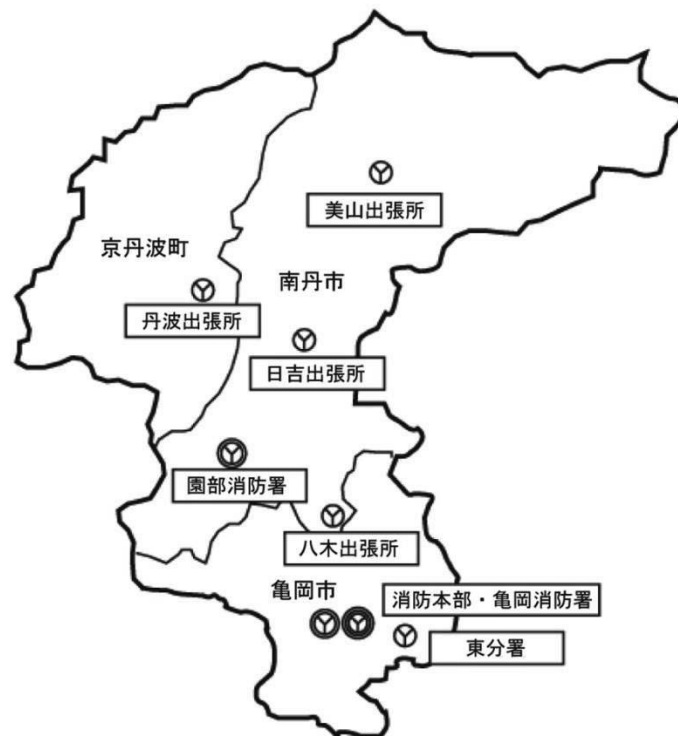 美山出張所
京丹波町
南丹市
丹波出張所
日吉出張所
園部消防署
八木出張所
亀岡市
消防本部・亀岡消防署
東分署